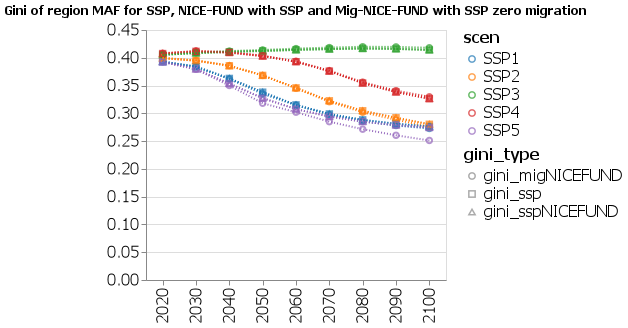 Gini of region MAF for SSP, NICE-FUND with SSP and Mig-NICE-FUND with SSP zero migration
0.45
0.40
0.35
0.30
0.25
0.20
0.15
0.10
0.05
0.00
2020
2030
2040
2050
2060
2070
2080
2090
2100
scen
SSP1
SSP2
SSP3
SSP4
SSP5
gini_type
gini_migNICEFUND
gini_ssp
gini_sspNICEFUND